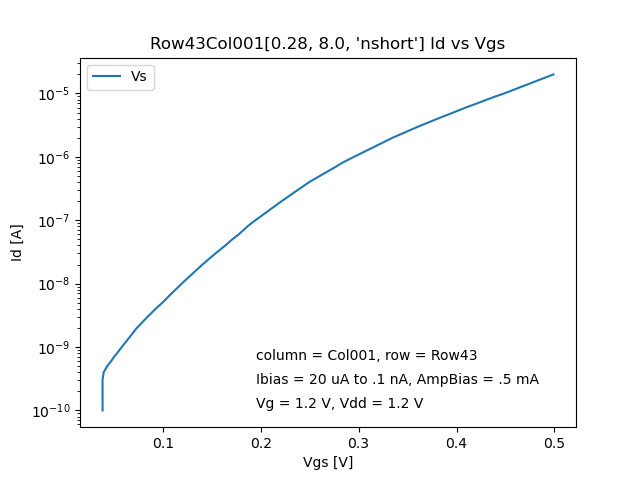 Row43Col001[0.28, 8.0, 'nshort'] Id vs Vgs
Vs
10⁻⁵
10⁻⁶
10⁻⁷
10⁻⁸
10⁻⁹
10⁻¹⁰
Id [A]
column = Col001, row = Row43
Ibias = 20 uA to .1 nA, AmpBias = .5 mA
Vg = 1.2 V, Vdd = 1.2 V
0.1 0.2 0.3 0.4 0.5
Vgs [V]